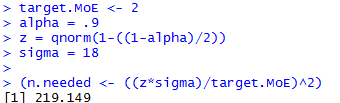 > target.MoE <- 2
> alpha = .9
> z = qnorm(1-((1-alpha)/2))
> sigma = 18
>
> (n.needed <- ((z*sigma)/target.MoE)^2)
[1] 219.149